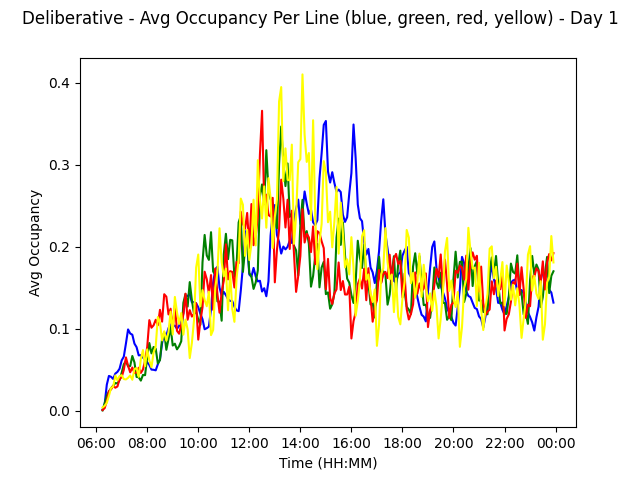 Deliberative - Avg Occupancy Per Line (blue, green, red, yellow) - Day 1
0.4
0.3
0.2
0.1
0.0
Avg Occupancy
06:00 08:00 10:00 12:00 14:00 16:00 18:00 20:00 22:00 00:00
Time (HH:MM)